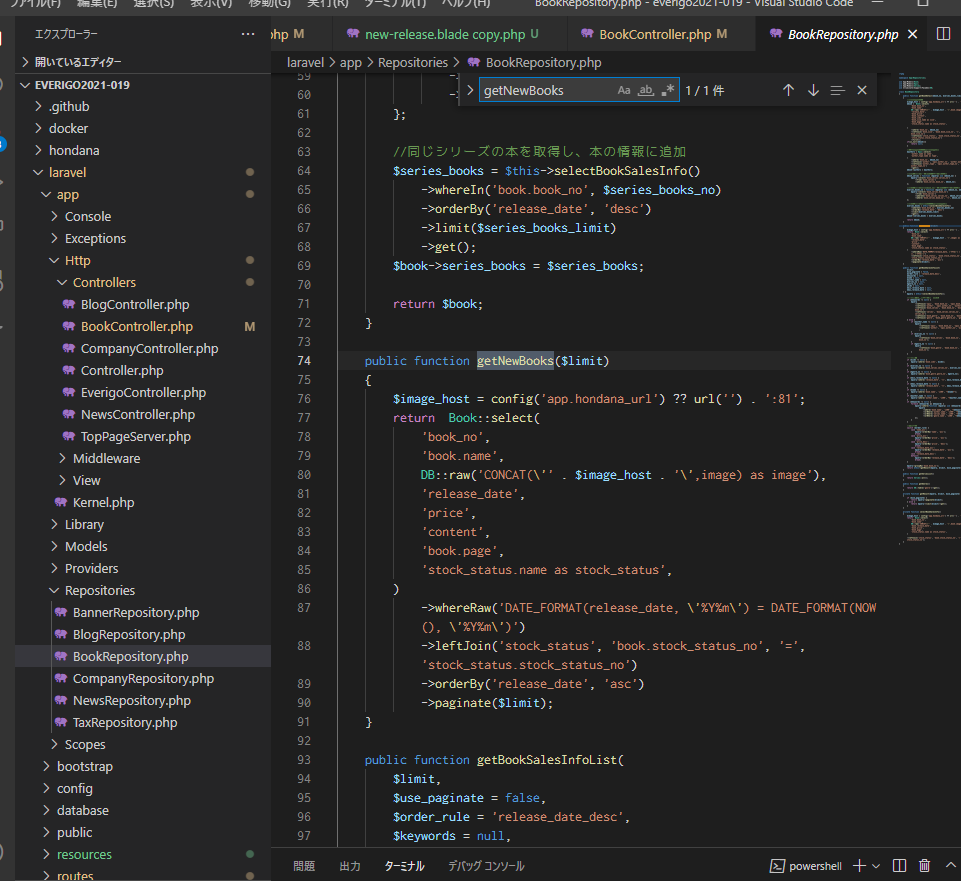 ファイル(F) 編集(E) 選択(S) 表示(V) 移動(G) 実行(R) ターミナル(T) ヘルプ(H) BookRepository.php - everigo2021-019 - Visual Studio Code
エクスプローラー ···
hp M new-release.blade copy.php U BookController.php M BookRepository.php
laravel > app > Repositories > BookRepository.php
getNewBooks Aa ab 1/1 件
開いているエディター
EVERIGO2021-019
.github
docker
hondana
laravel
app
Console
Exceptions
Http
Controllers
BlogController.php
BookController.php M
CompanyController.php
Controller.php
EverigoController.php
NewsController.php
TopPageServer.php
Middleware
View
Kernel.php
Library
Models
Providers
Repositories
BannerRepository.php
BlogRepository.php
BookRepository.php
CompanyRepository.php
NewsRepository.php
TaxRepository.php
Scopes
bootstrap
config
database
public
resources
routes
59
60
61 };
62
63 //同じシリーズの本を取得し、本の情報に追加
64 $series_books = $this->selectBookSalesInfo()
65 ->whereIn('book.book_no', $series_books_no)
66 ->orderBy('release_date', 'desc')
67 ->limit($series_books_limit)
68 ->get();
69 $book->series_books = $series_books;
70
71 return $book;
72 }
73
74 public function getNewBooks($limit)
75 {
76 $image_host = config('app.hondana_url') ?? url('') . ':81';
77 return Book::select(
78 'book_no',
79 'book.name',
80 DB::raw('CONCAT(\'' . $image_host . '\',image) as image'),
81 'release_date',
82 'price',
83 'content',
84 'book.page',
85 'stock_status.name as stock_status',
86 )
87 ->whereRaw('DATE_FORMAT(release_date, \'%Y%m\') = DATE_FORMAT(NOW
(), \'%Y%m\')')
88 ->leftJoin('stock_status', 'book.stock_status_no', '=',
'stock_status.stock_status_no')
89 ->orderBy('release_date', 'asc')
90 ->paginate($limit);
91 }
92
93 public function getBookSalesInfoList(
94 $limit,
95 $use_paginate = false,
96 $order_rule = 'release_date_desc',
97 $keywords = null,
問題 出力 ターミナル デバッグ コンソール powershell